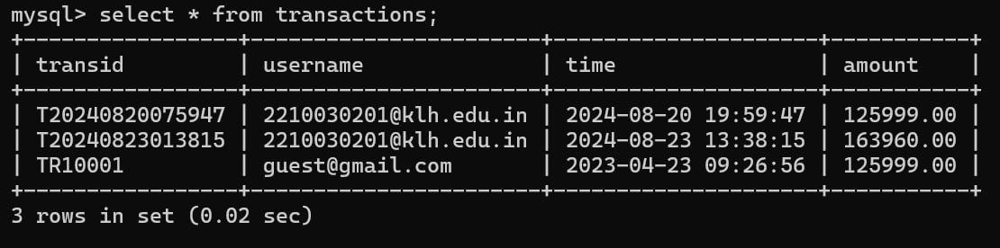 mysql> select * from transactions;
+-----------------+------------------------+---------------------+-----------+
| transid         | username               | time                | amount    |
+-----------------+------------------------+---------------------+-----------+
| T20240820075947 | 2210030201@klh.edu.in | 2024-08-20 19:59:47 | 125999.00 |
| T20240823013815 | 2210030201@klh.edu.in | 2024-08-23 13:38:15 | 163960.00 |
| TR10001         | guest@gmail.com       | 2023-04-23 09:26:56 | 125999.00 |
+-----------------+------------------------+---------------------+-----------+
3 rows in set (0.02 sec)